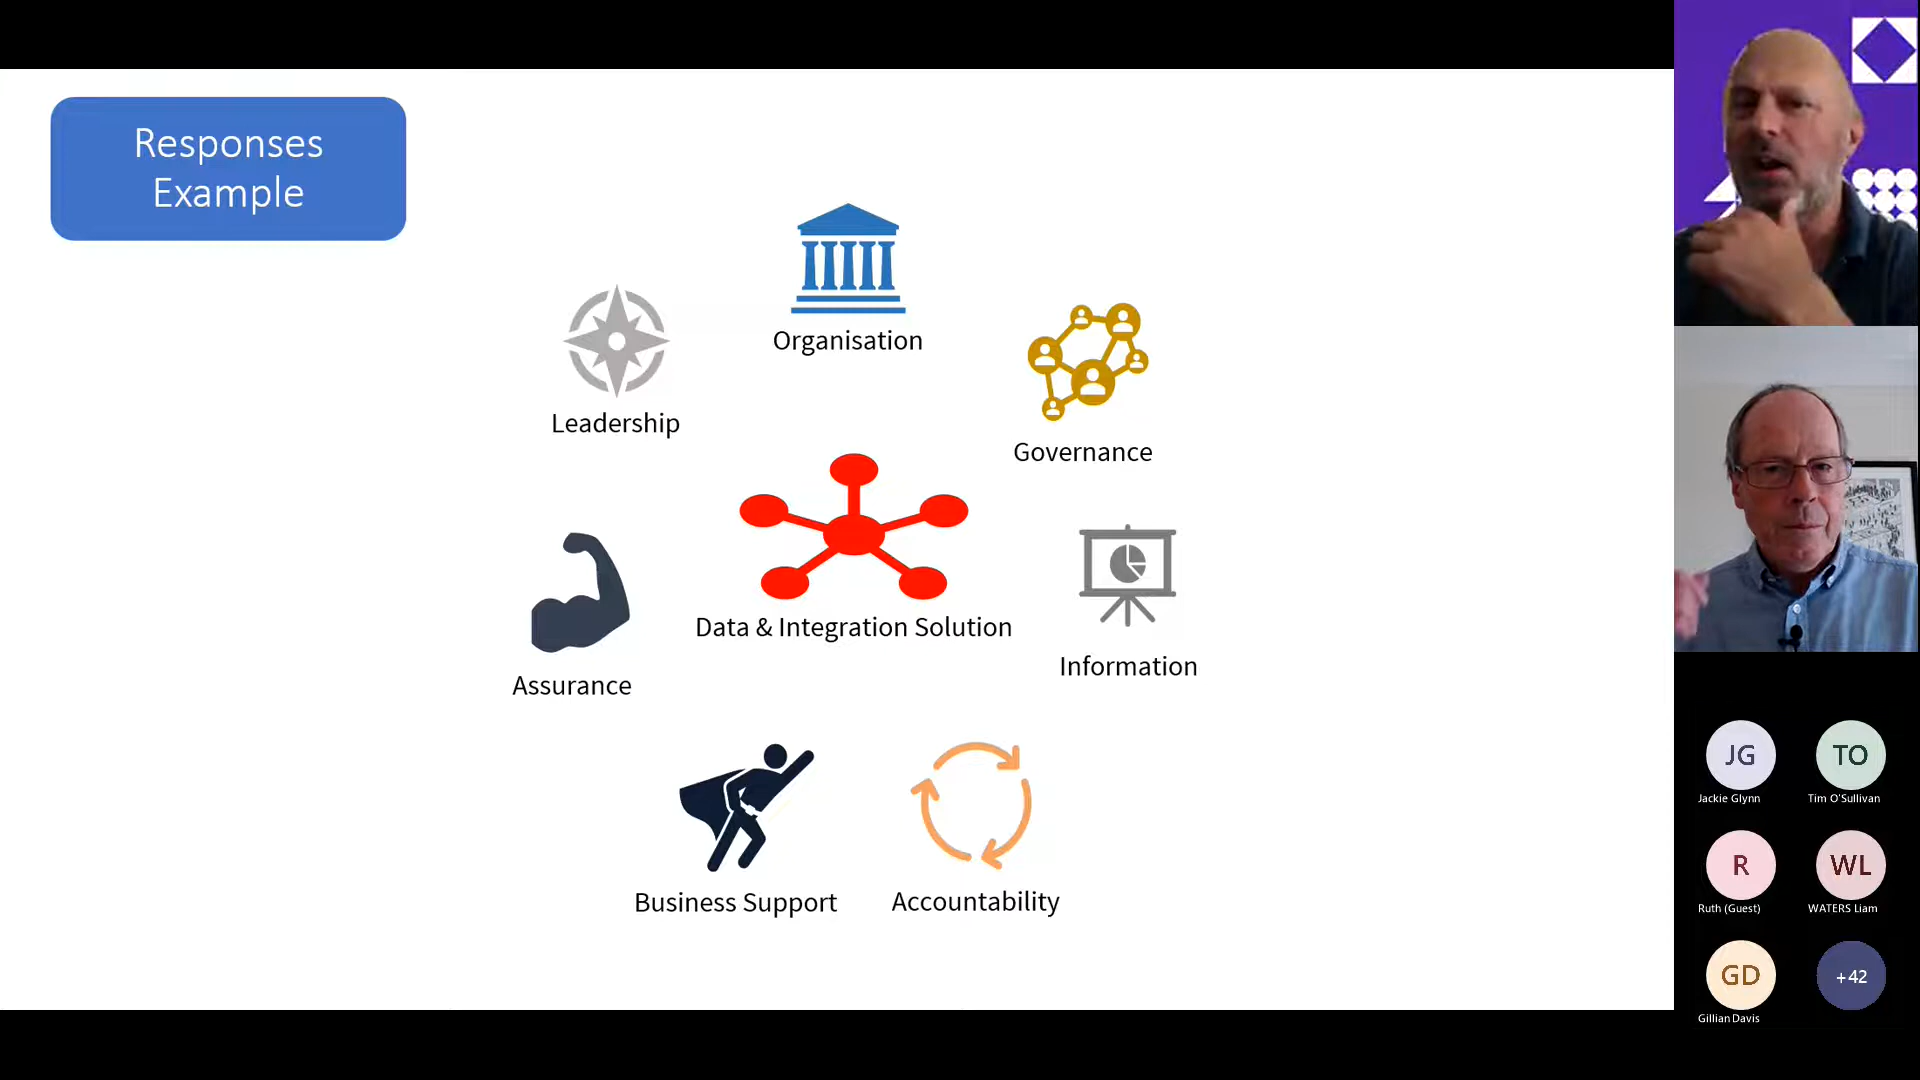 Responses
Example
Organisation
Leadership
Governance
Data & Integration Solution
Information
Assurance
Business Support
Accountability
JG
TO
Jackie Glynn
Tim O'Sullivan
R
WL
Ruth (Guest)
WATERS Liam
GD
+42
Gillian Davis